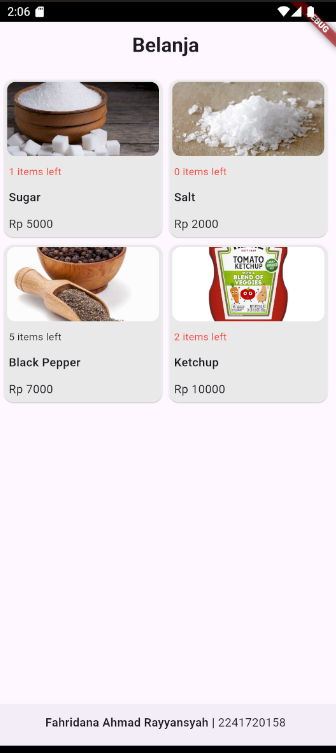 2:06
DEBUG
Belanja
1 items left
0 items left
Sugar
Salt
Rp 5000
Rp 2000
TOMATO
KETCHUP
BLEND OF
VEGGIES
5 items left
2 items left
Black Pepper
Ketchup
Rp 7000
Rp 10000
Fahridana Ahmad Rayyansyah | 2241720158